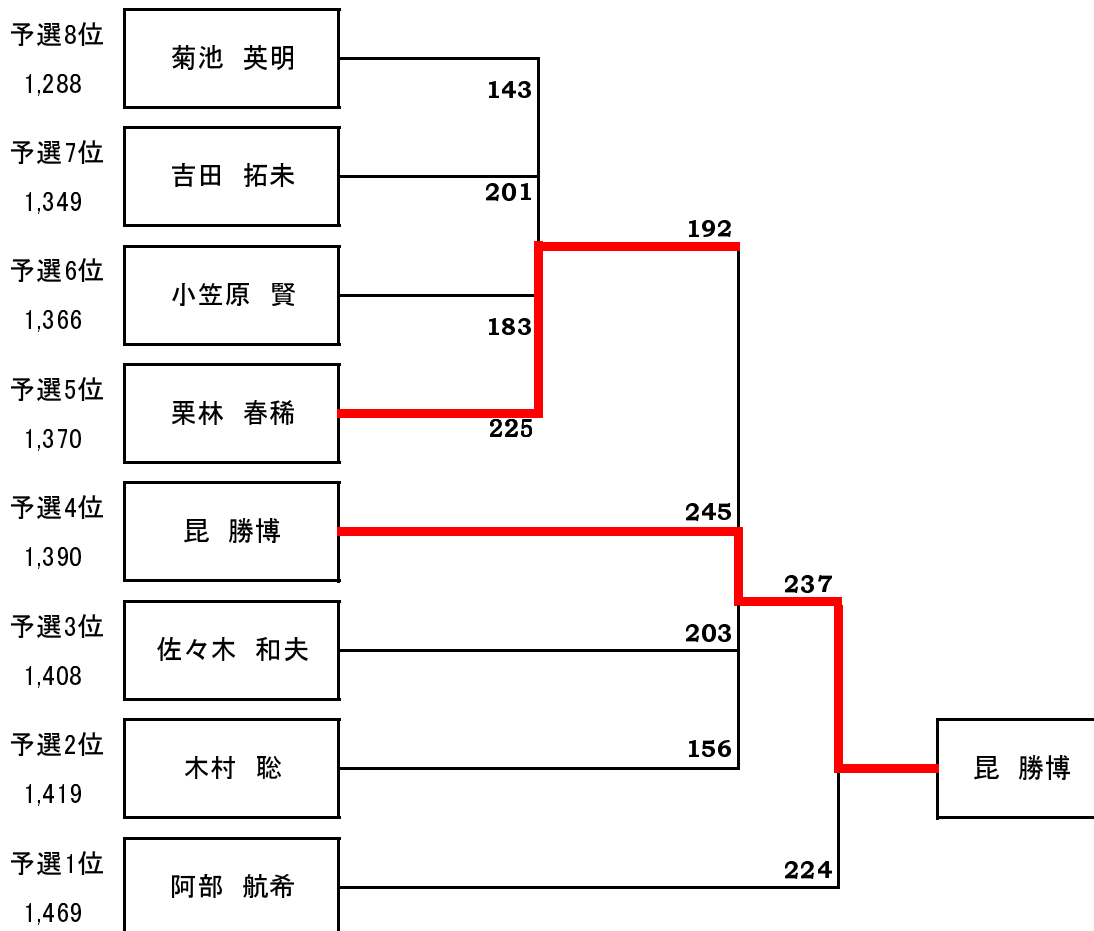 予選8位
1,288
菊池 英明
143
予選7位
1,349
吉田 拓未
201
192
予選6位
1,366
小笠原 賢
183
予選5位
1,370
栗林 春稀
225
予選4位
1,390
昆 勝博
245
237
予選3位
1,408
佐々木 和夫
203
予選2位
1,419
木村 聡
156
昆 勝博
予選1位
1,469
阿部 航希
224